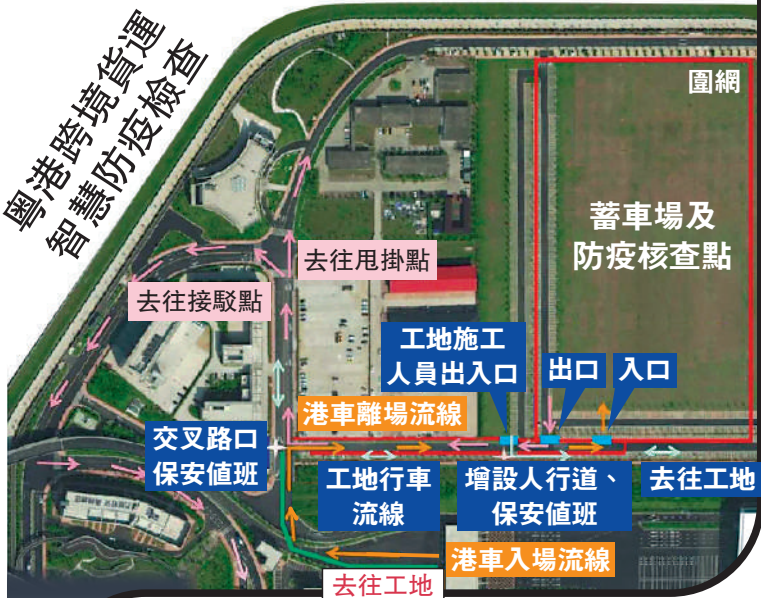 粵港跨境貨運
智慧防疫檢查
圍網
蓄車場及
防疫核查點
去往甩掛點
去往接駁點
工地施工
人員出入口
出口
入口
港車離場流線
交叉路口
保安值班
工地行車
流線
增設人行道、
保安值班
去往工地
港車入場流線
去往工地